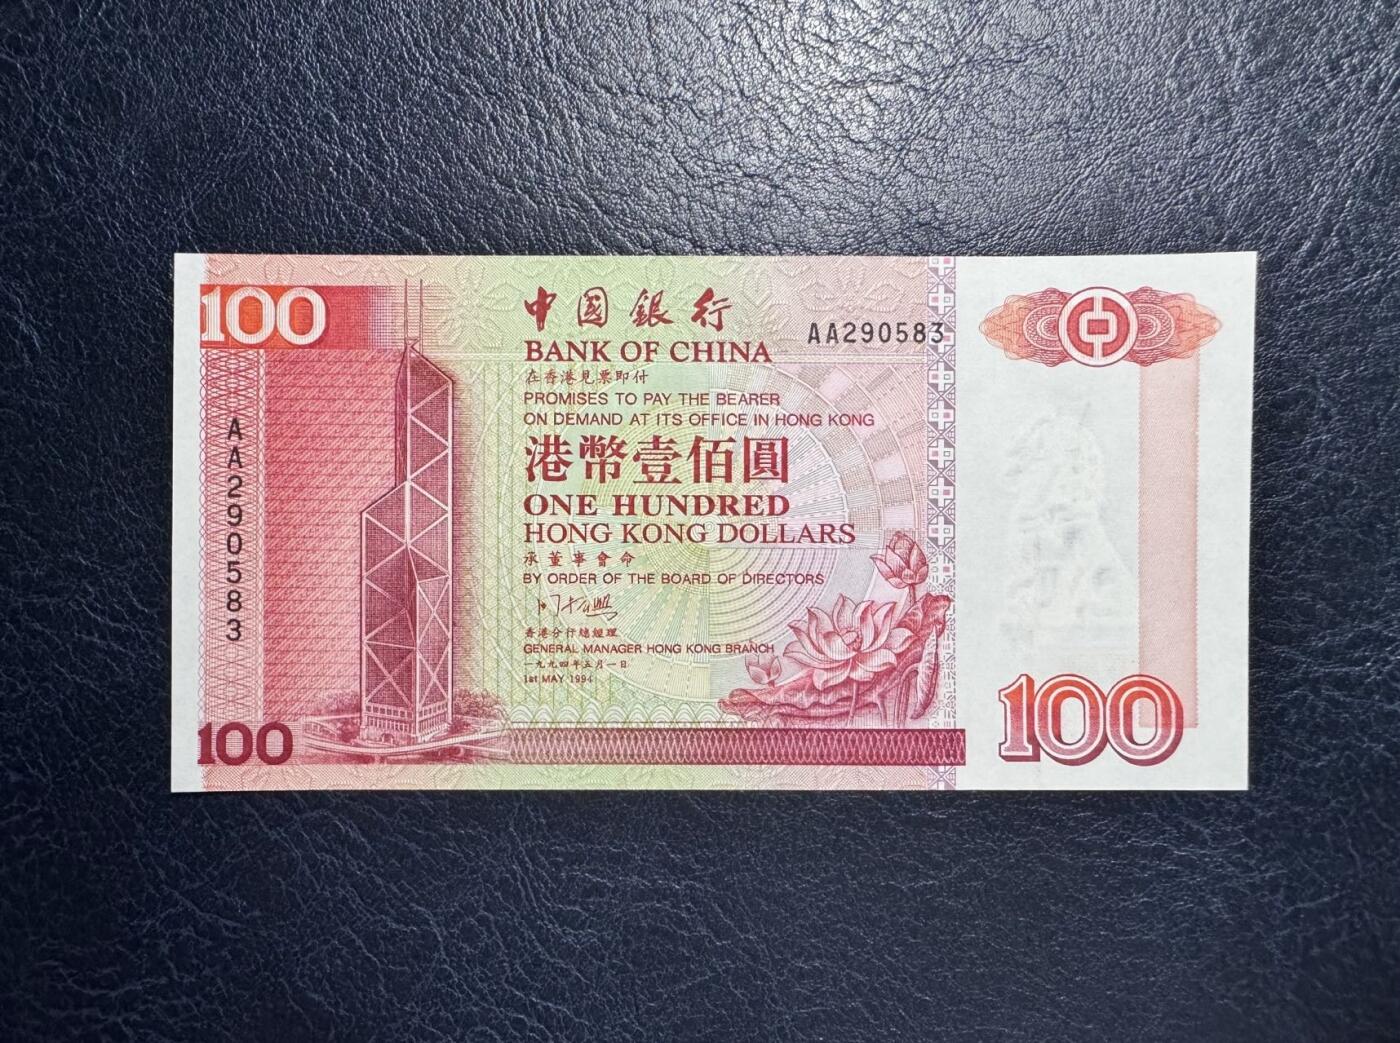 100
中國銀行
BANK OF CHINA
AA290583
在香港見票即付
PROMISES TO PAY THE BEARER
ON DEMAND AT ITS OFFICE IN HONG KONG
港幣壹佰圓
ONE HUNDRED
HONG KONG DOLLARS
承董事會命
BY ORDER OF THE BOARD OF DIRECTORS
香港分行總經理
GENERAL MANAGER HONG KONG BRANCH
一九九四年五月一日
1st MAY 1994
AA290583
100
100